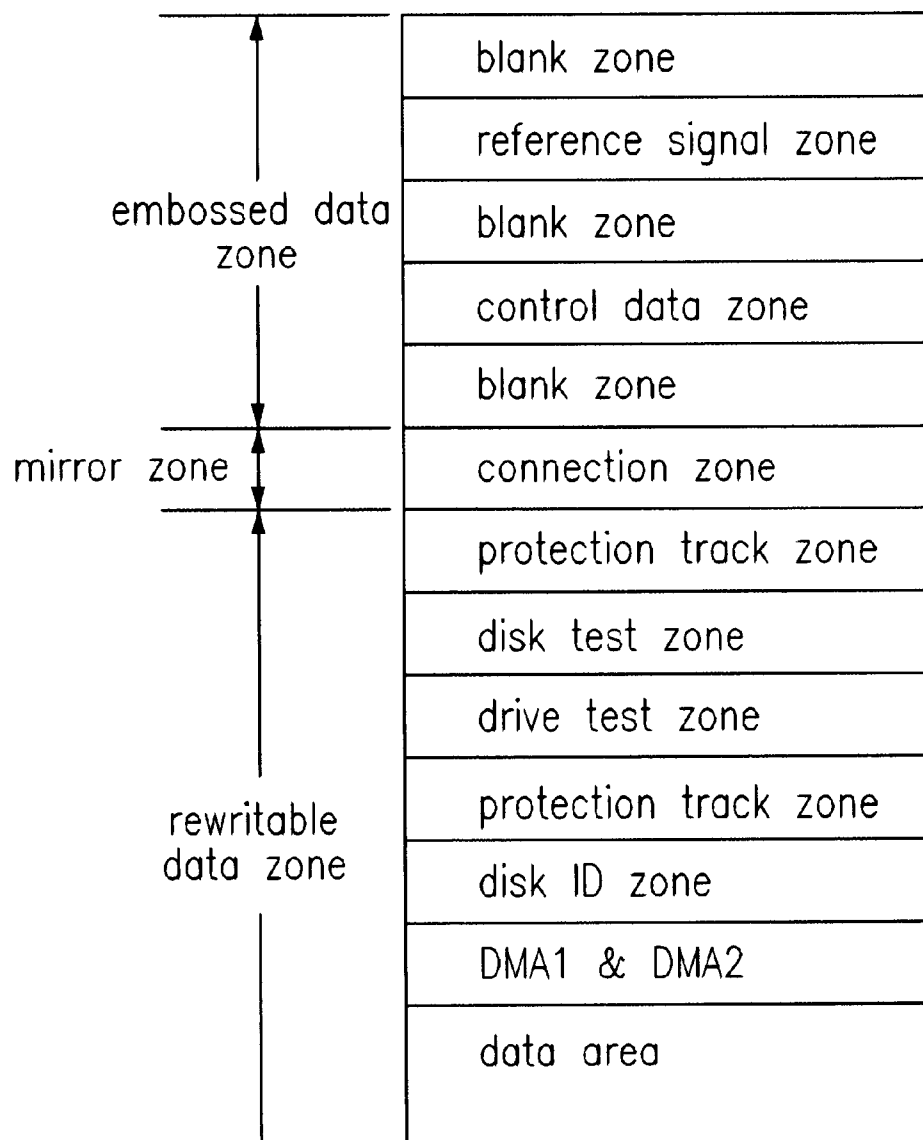 blank zone
reference signal zone
embossed data
zone
blank zone
control data zone
blank zone
mirror zone
connection zone
protection track zone
disk test zone
drive test zone
rewritable
data zone
protection track zone
disk ID zone
DMA1 & DMA2
data area